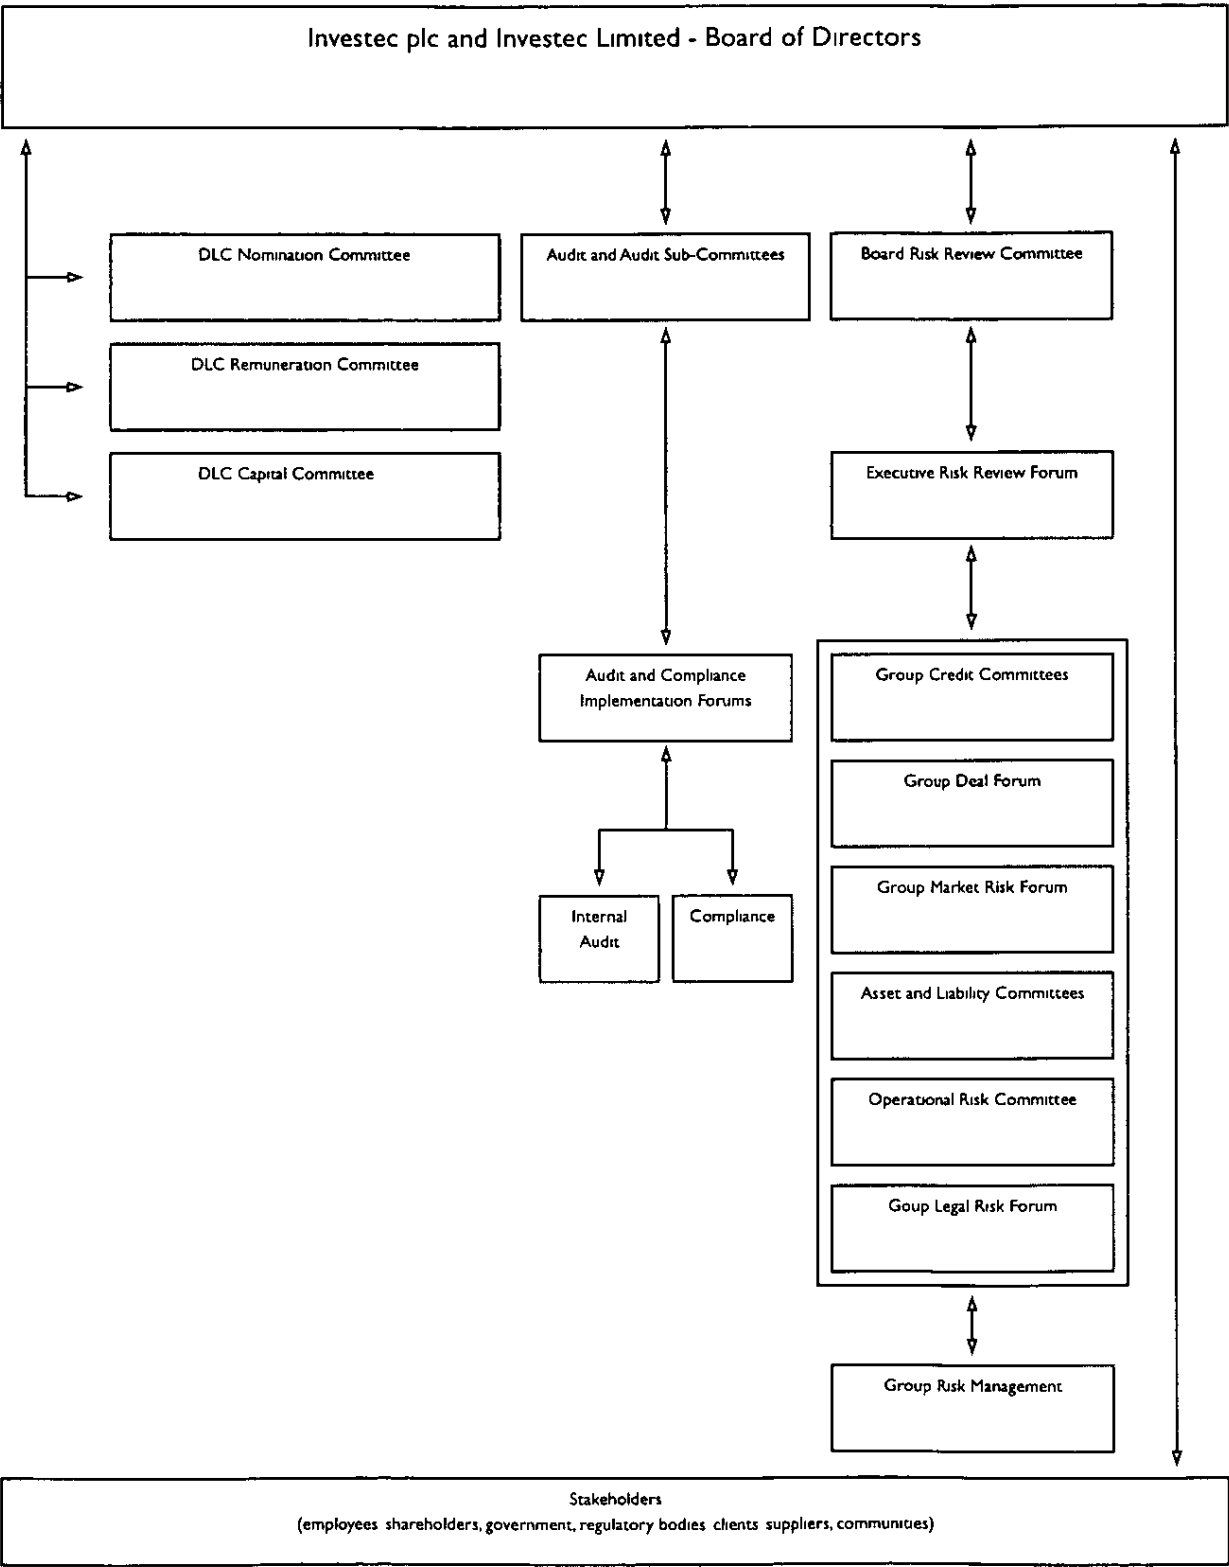 Investec plc and Investec Limited - Board of Directors
DLC Nomination Committee
DLC Remuneration Committee
DLC Capital Committee
Audit and Audit Sub-Committees
Audit and Compliance
Implementation Forums
Internal
Audit
Compliance
Board Risk Review Committee
Executive Risk Review Forum
Group Credit Committees
Group Deal Forum
Group Market Risk Forum
Asset and Liability Committees
Operational Risk Committee
Goup Legal Risk Forum
Group Risk Management
Stakeholders
(employees shareholders, government, regulatory bodies clients suppliers, communities)